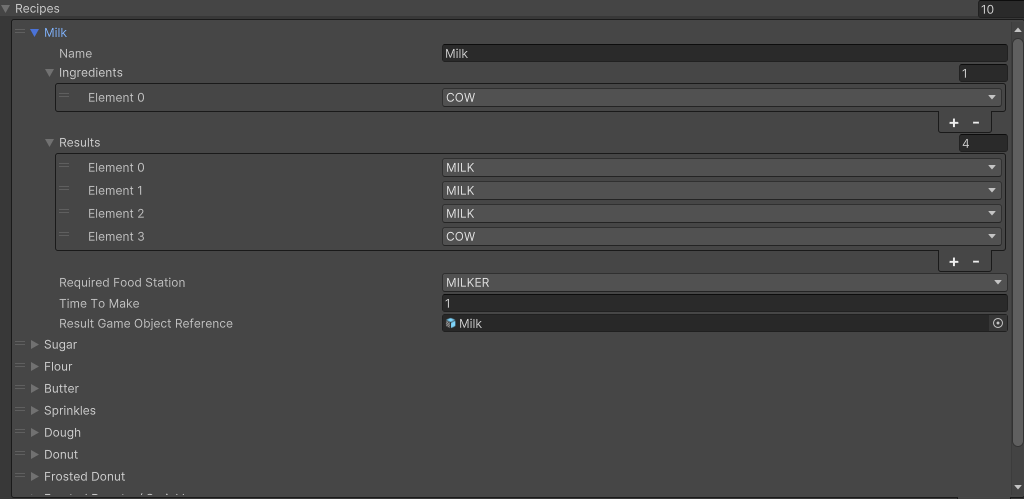 Recipes 10
Milk
Name Milk
Ingredients 1
Element 0 COW
+ -
Results 4
Element 0 MILK
Element 1 MILK
Element 2 MILK
Element 3 COW
+ -
Required Food Station MILKER
Time To Make 1
Result Game Object Reference Milk
Sugar
Flour
Butter
Sprinkles
Dough
Donut
Frosted Donut